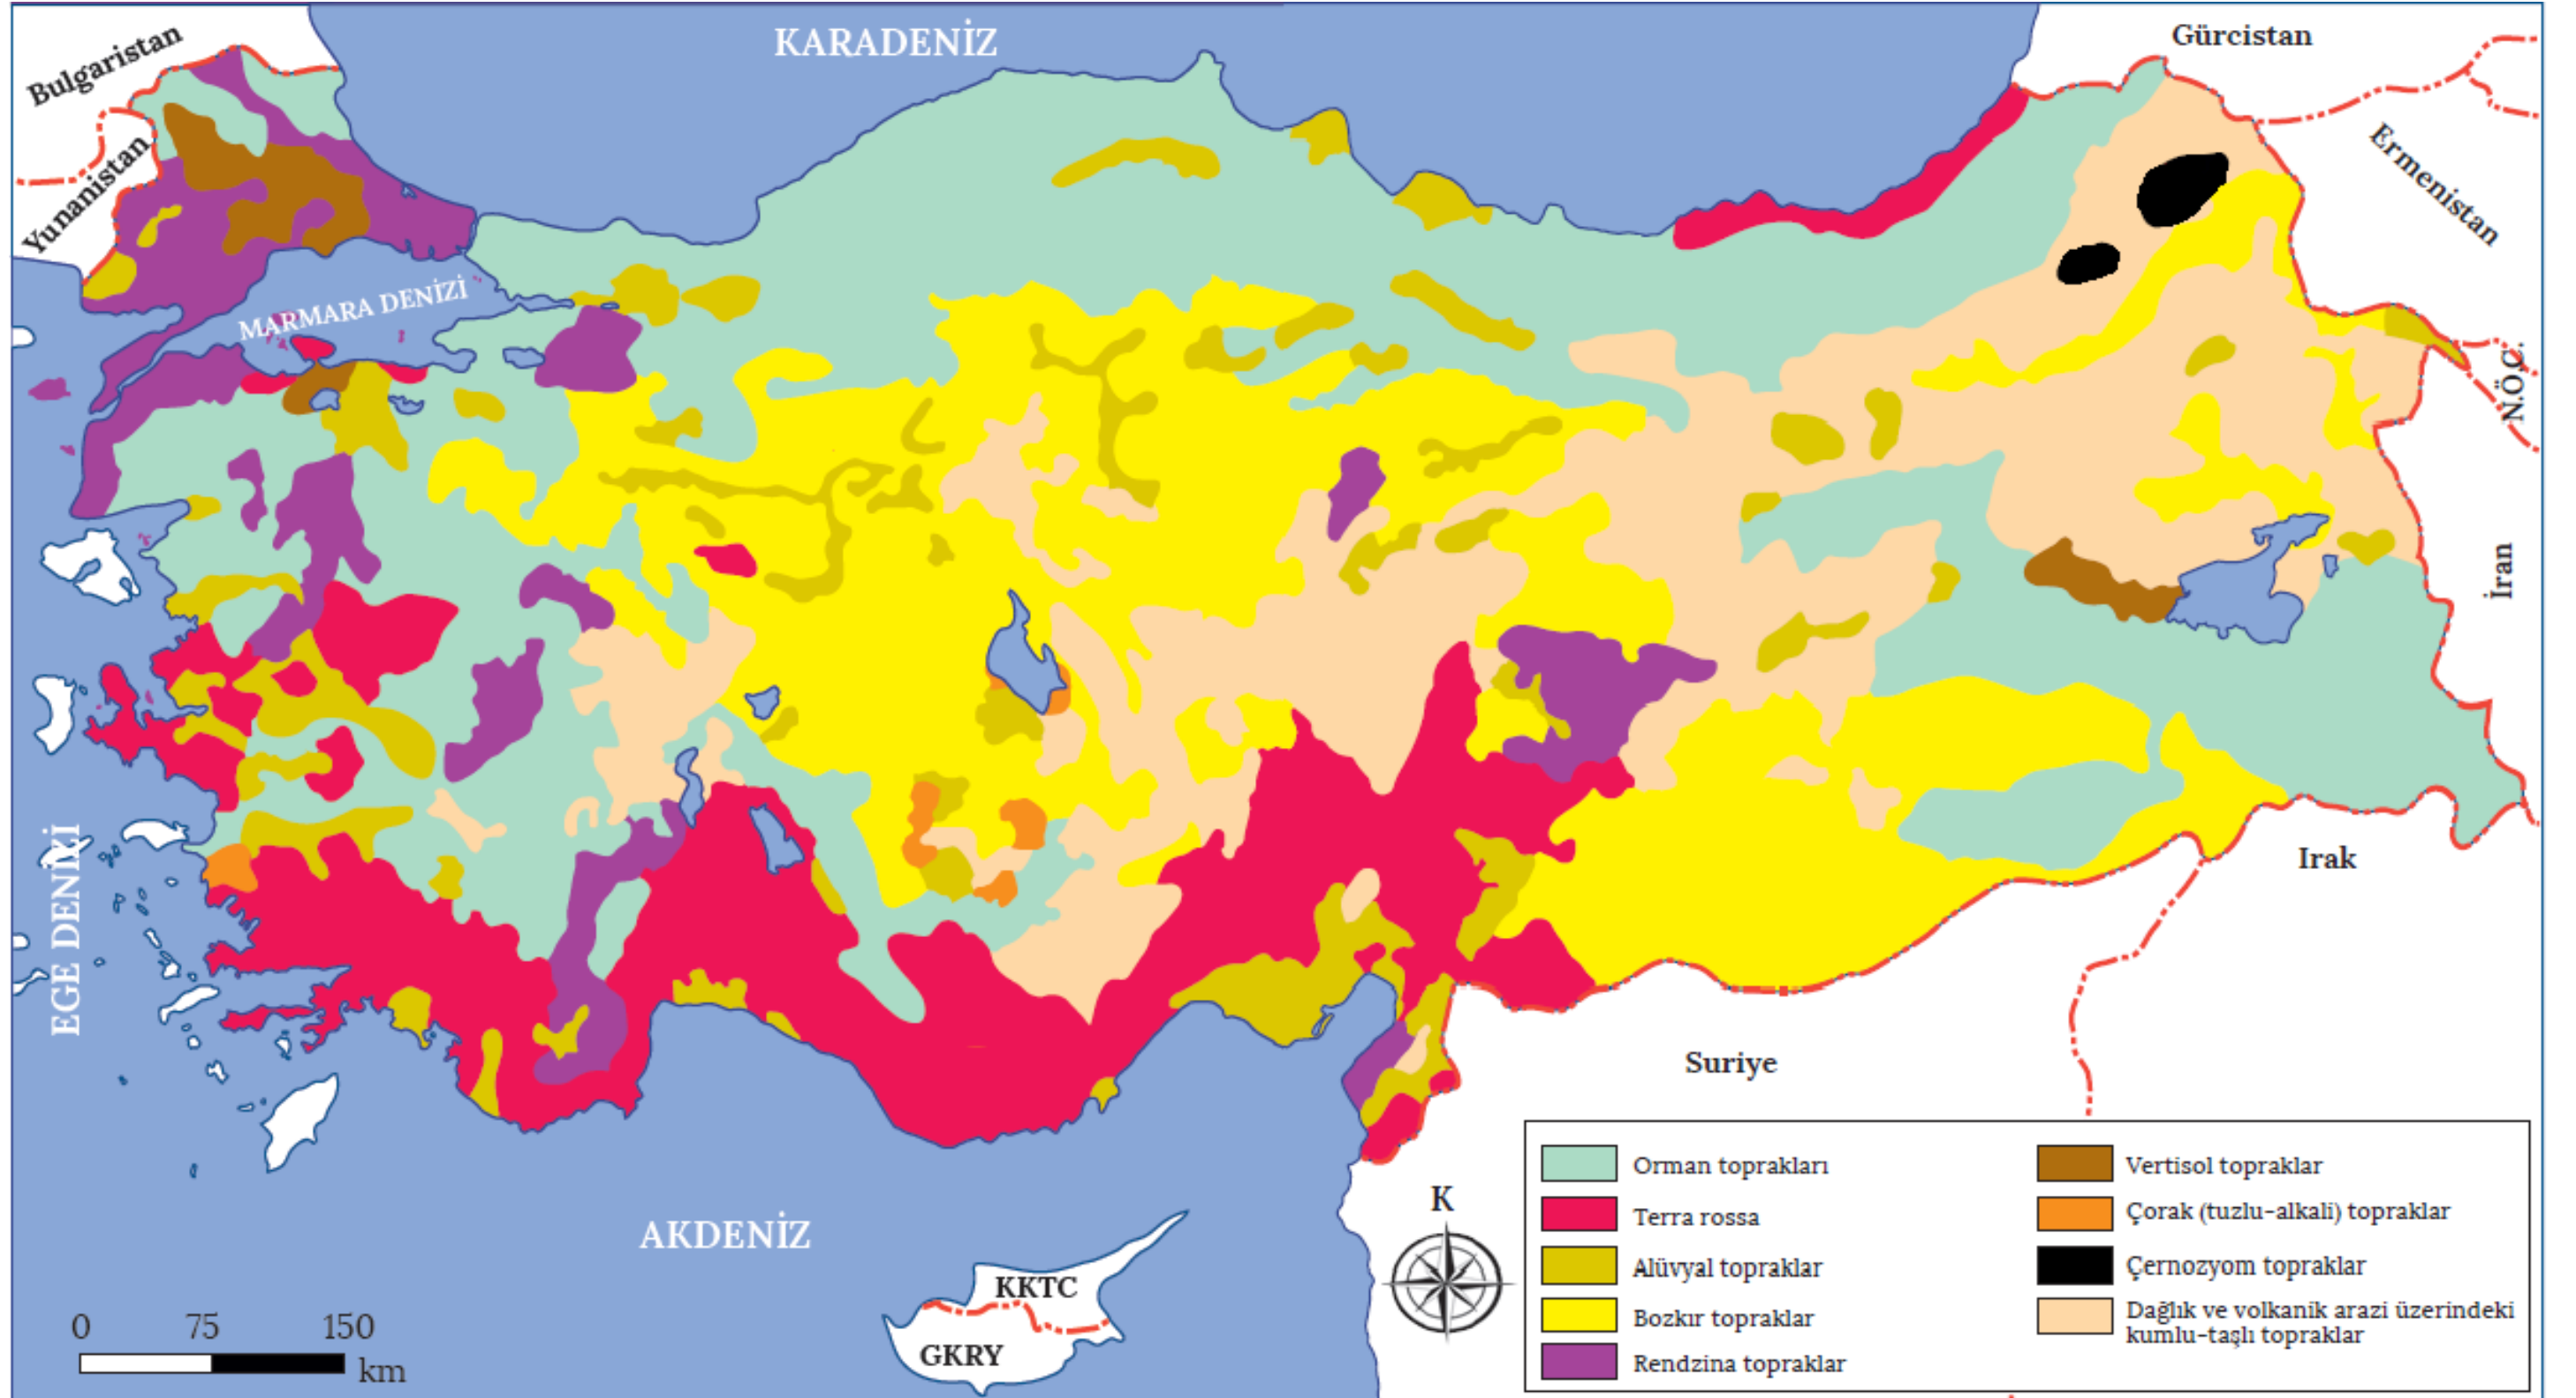 KARADENİZ
Gürcistan
Bulgaristan
Ermenistan
Yunanistan
MARMARA DENİZİ
N.Ö.C.
İran
EGE DENİZİ
Irak
Suriye
AKDENİZ
KKTC
GKRY
K
0 75 150
km
Orman toprakları
Terra rossa
Alüvyal topraklar
Bozkır topraklar
Rendzina topraklar
Vertisol topraklar
Çorak (tuzlu-alkali) topraklar
Çernozyom topraklar
Dağlık ve volkanik arazi üzerindeki
kumlu-taşlı topraklar